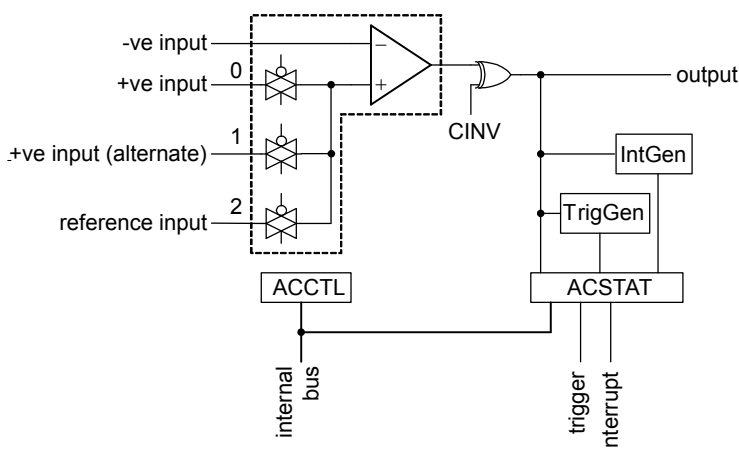 -ve input
−
+ve input
0
+
output
CINV
1
+ve input (alternate)
IntGen
2
reference input
TrigGen
ACCTL
ACSTAT
internal
bus
trigger
nterrupt